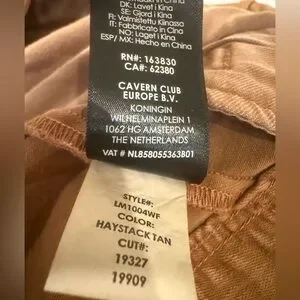 DK: Lavet i Kina
SE: Gjord i Kina
FI: Valmistettu Kiinassa
IT: Fabbricato in Cina
NO: Laget i Kina
ESP/MX: Hecho en China
RN#: 163830
CA#: 62380
CAVERN CLUB
EUROPE B.V.
KONINGIN
WILHELMINAPLEIN 1
1062 HG AMSTERDAM
THE NETHERLANDS
VAT # NL858055363B01
STYLE#:
LM1004WF
COLOR:
HAYSTACK TAN
CUT#:
19327
19909